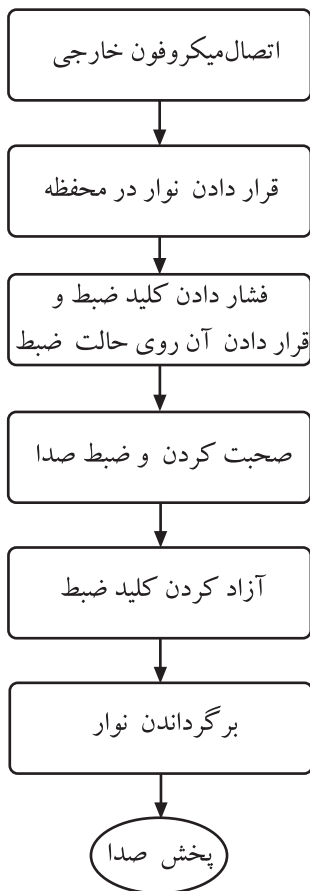 اتصال میکروفون خارجی
قرار دادن نوار در محفظه
فشار دادن کلید ضبط و
قرار دادن آن روی حالت ضبط
صحبت کردن و ضبط صدا
آزاد کردن کلید ضبط
برگرداندن نوار
پخش صدا